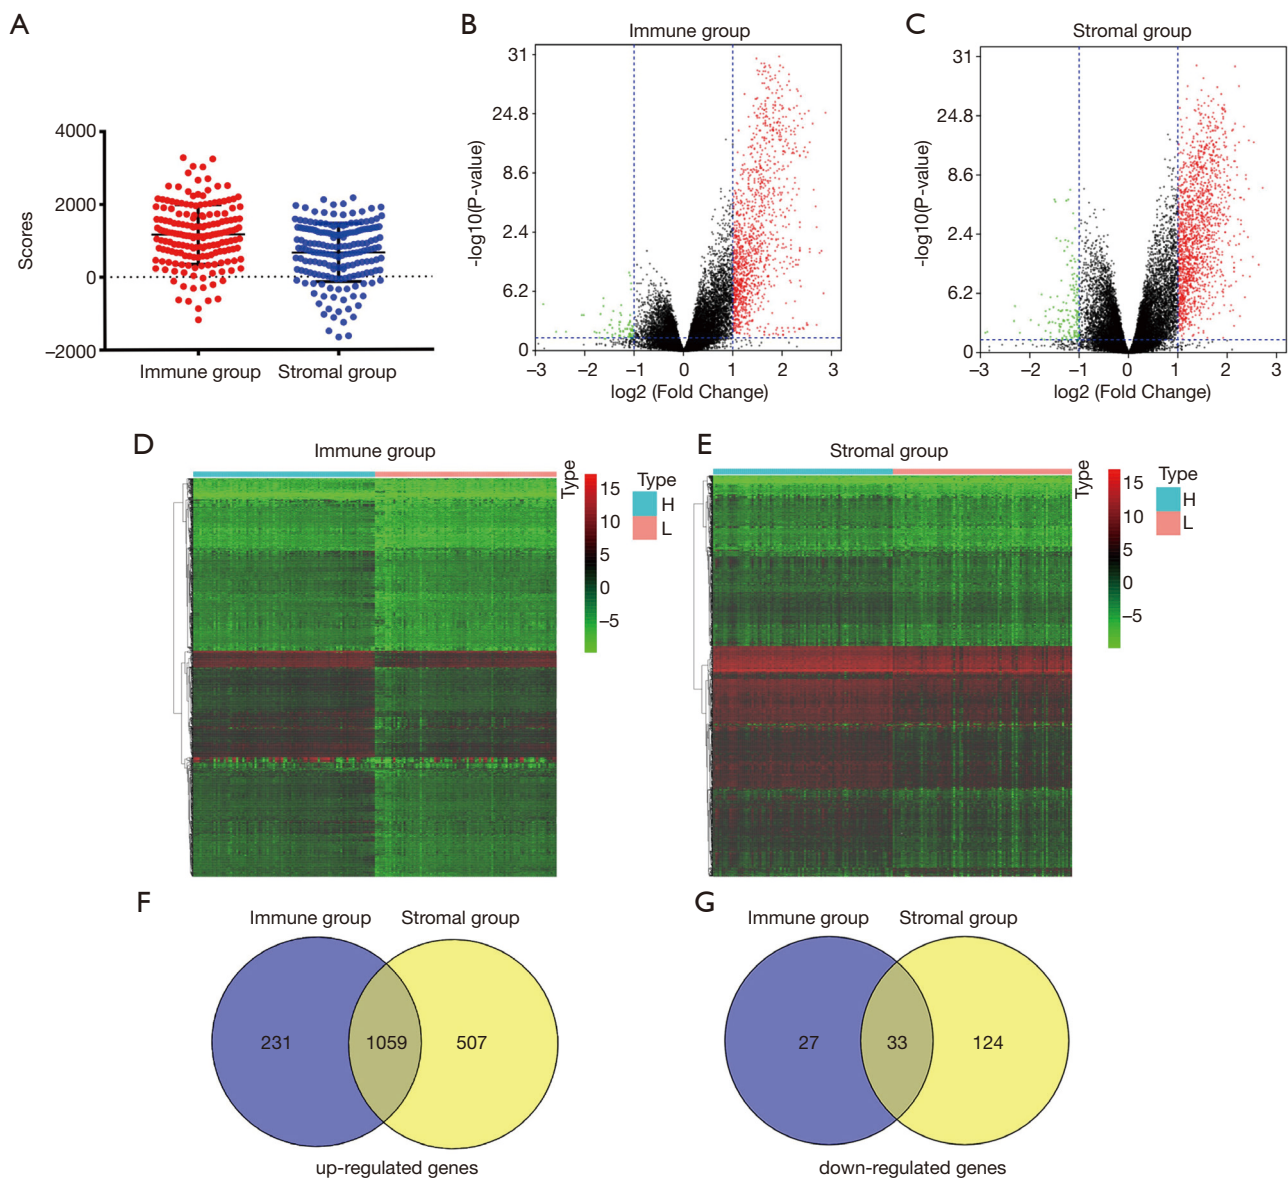 A
4000
2000
0
−2000
Scores
Immune group
Stromal group
B
Immune group
31
24.8
8.6
2.4
6.2
0
-log10(P-value)
−3 −2 −1 0 1 2 3
log2 (Fold Change)
C
Stromal group
31
24.8
8.6
2.4
6.2
0
-log10(P-value)
−3 −2 −1 0 1 2 3
log2 (Fold Change)
D
Immune group
Type
15
10
5
0
−5
Type
H
L
E
Stromal group
Type
15
10
5
0
−5
Type
H
L
F
Immune group
Stromal group
231
1059
507
up-regulated genes
G
Immune group
Stromal group
27
33
124
down-regulated genes